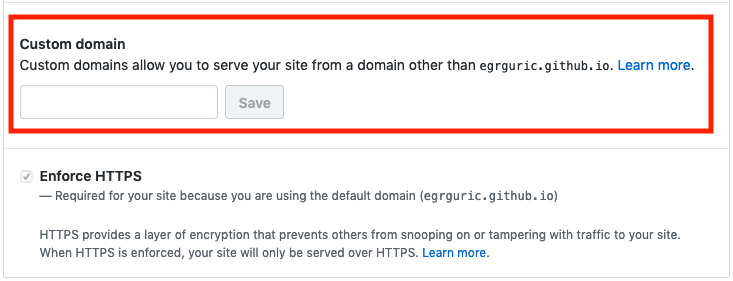 Custom domain
Custom domains allow you to serve your site from a domain other than egrguric.github.io. Learn more.
Save
Enforce HTTPS
— Required for your site because you are using the default domain (egrguric.github.io)
HTTPS provides a layer of encryption that prevents others from snooping on or tampering with traffic to your site.
When HTTPS is enforced, your site will only be served over HTTPS. Learn more.